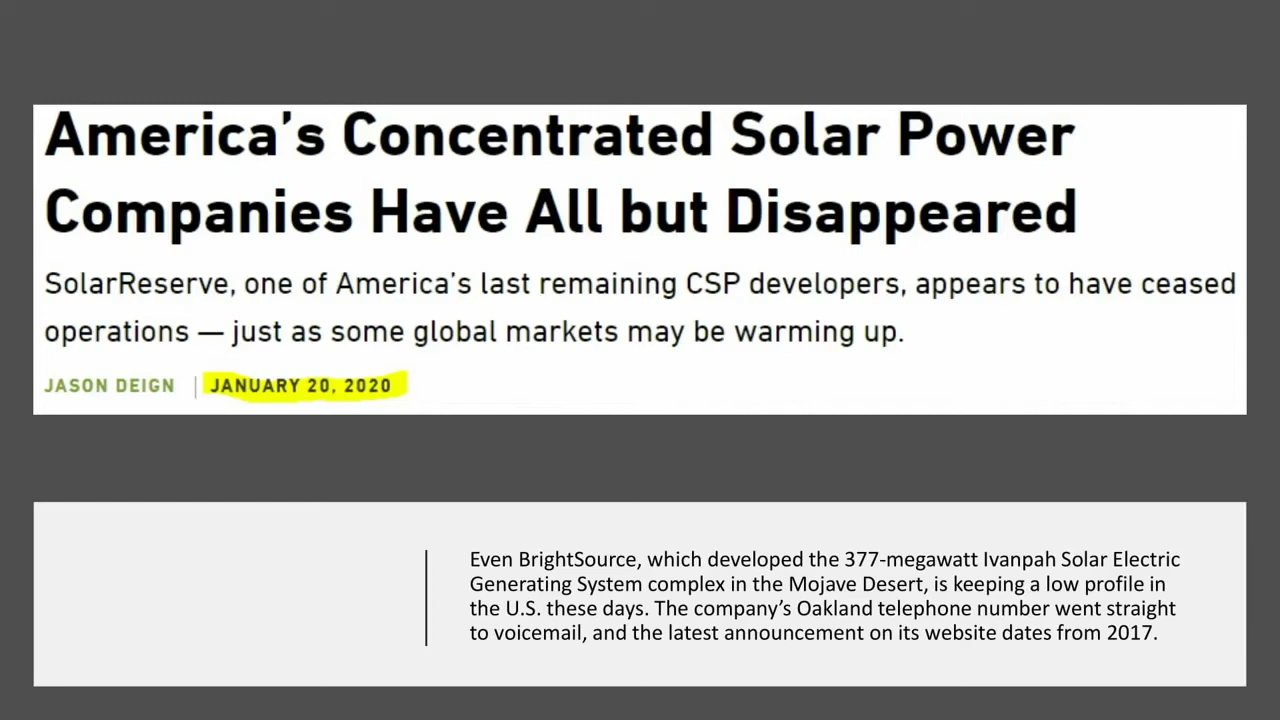 America’s Concentrated Solar Power
Companies Have All but Disappeared
SolarReserve, one of America’s last remaining CSP developers, appears to have ceased
operations — just as some global markets may be warming up.
JASON DEIGN | JANUARY 20, 2020
Even BrightSource, which developed the 377-megawatt Ivanpah Solar Electric
Generating System complex in the Mojave Desert, is keeping a low profile in
the U.S. these days. The company’s Oakland telephone number went straight
to voicemail, and the latest announcement on its website dates from 2017.